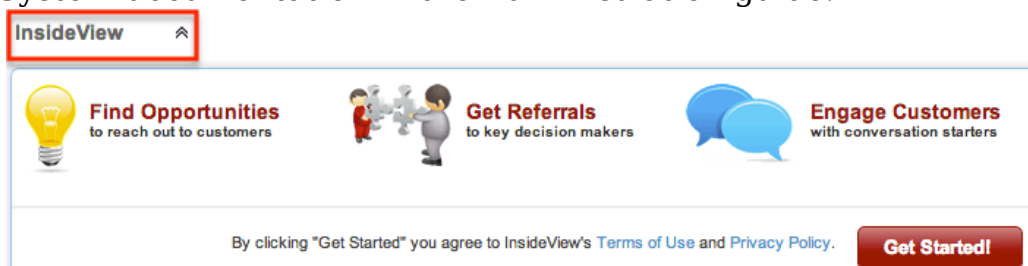 InsideView
Find Opportunities
to reach out to customers
Get Referrals
to key decision makers
Engage Customers
with conversation starters
By clicking "Get Started" you agree to InsideView's Terms of Use and Privacy Policy.
Get Started!